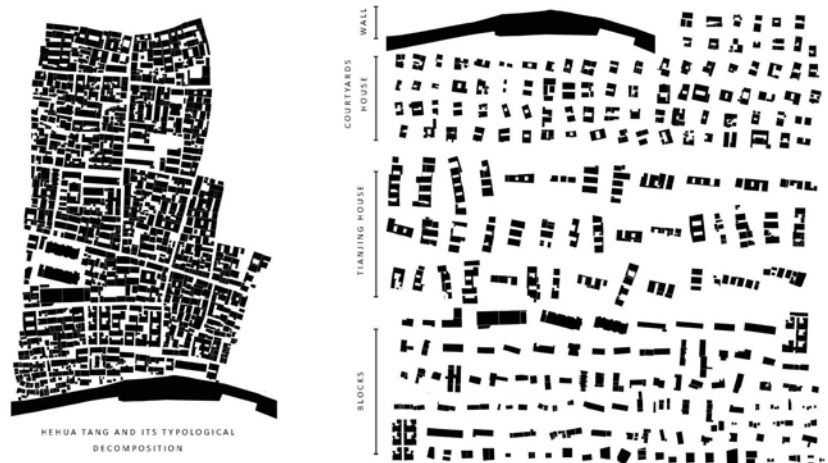 HEHUA TANG AND ITS TYPOLOGICAL
DECOMPOSITION
WALL
COURTYARDS
HOUSE
TIANJING HOUSE
BLOCKS